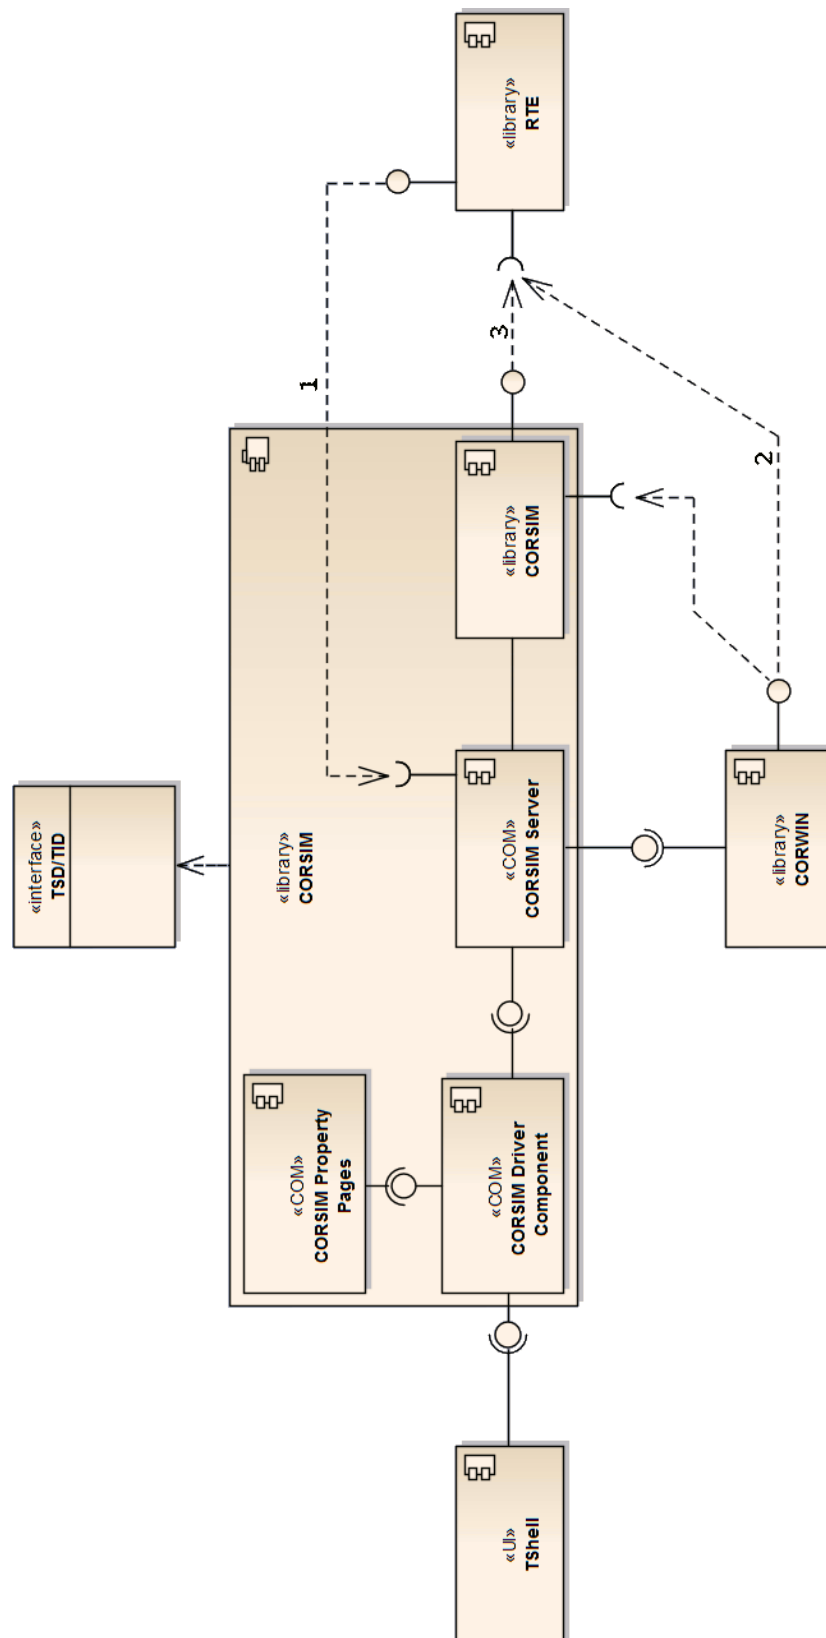 «interface»
TSD/TID
«library»
CORSIM
«COM»
CORSIM Property
Pages
1
«UI»
TShell
«COM»
CORSIM Driver
Component
«COM»
CORSIM Server
«library»
CORSIM
3
«library»
RTE
2
«library»
CORWIN